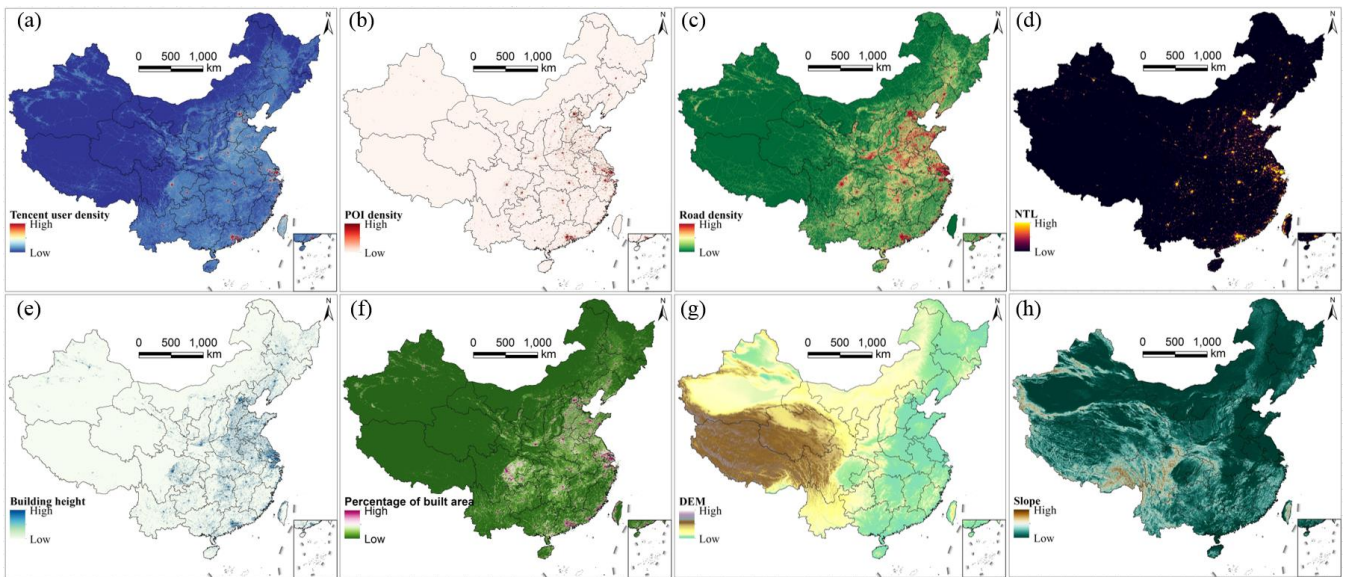 (a)
N
0 500 1,000
km
Tencent user density
High
Low
(b)
N
0 500 1,000
km
POI density
High
Low
(c)
N
0 500 1,000
km
Road density
High
Low
(d)
N
0 500 1,000
km
NTL
High
Low
(e)
N
0 500 1,000
km
Building height
High
Low
(f)
N
0 500 1,000
km
Percentage of built area
High
Low
(g)
N
0 500 1,000
km
DEM
High
Low
(h)
N
0 500 1,000
km
Slope
High
Low